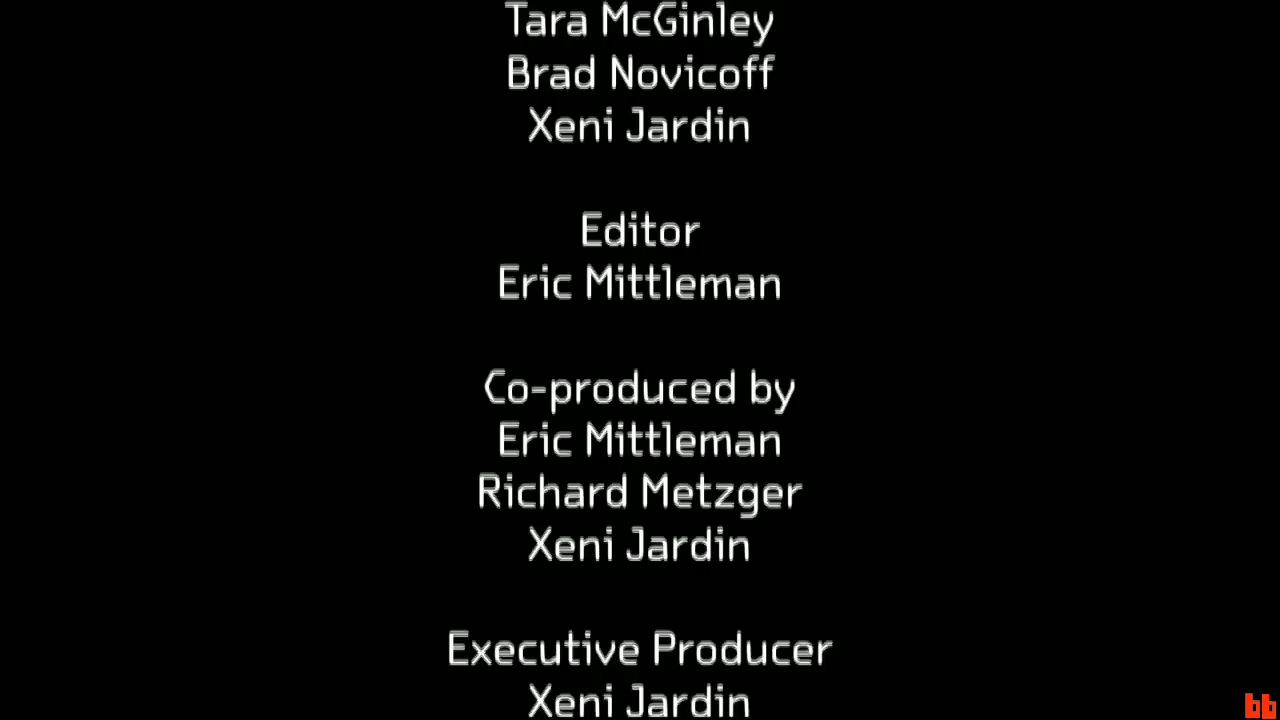 Tara McGinley
Brad Novicoff
Xeni Jardin
Editor
Eric Mittleman
Co-produced by
Eric Mittleman
Richard Metzger
Xeni Jardin
Executive Producer
Xeni Jardin
bb